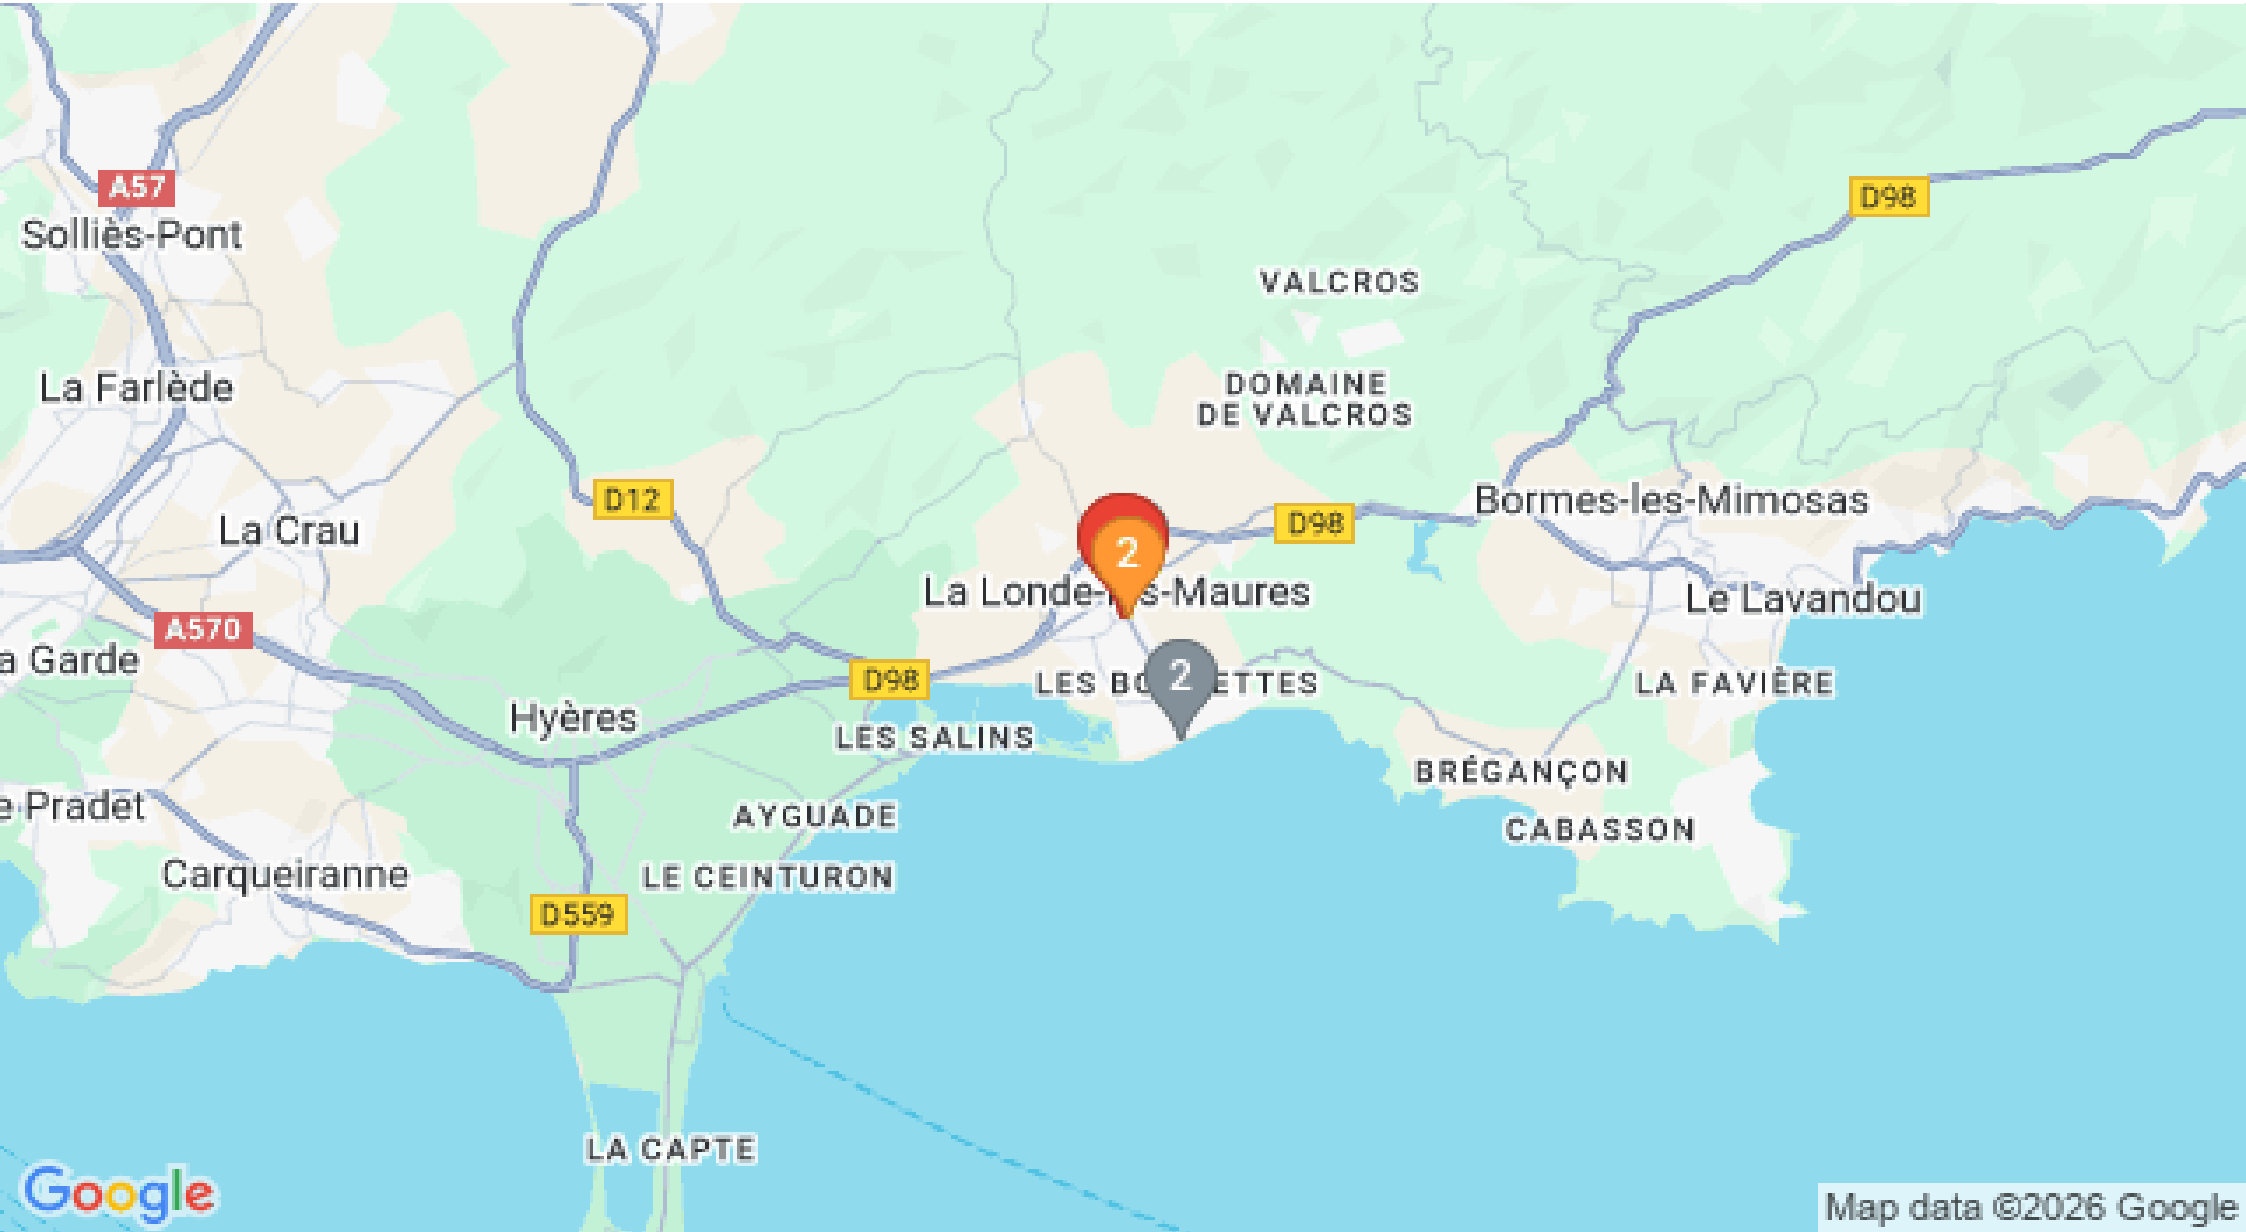 A57
D98
Solliès-Pont
VALCROS
La Farlède
DOMAINE
DE VALCROS
D12
Bormes-les-Mimosas
La Crau
D98
2
La Londe-
s-Maures
Le Lavandou
A570
a Garde
D98
LES BO
2
ETTES
LA FAVIÈRE
Hyères
LES SALINS
BRÉGANÇON
e Pradet
AYGUADE
CABASSON
Carqueiranne
LE CEINTURON
D559
LA CAPTE
Google
Map data ©2026 Google